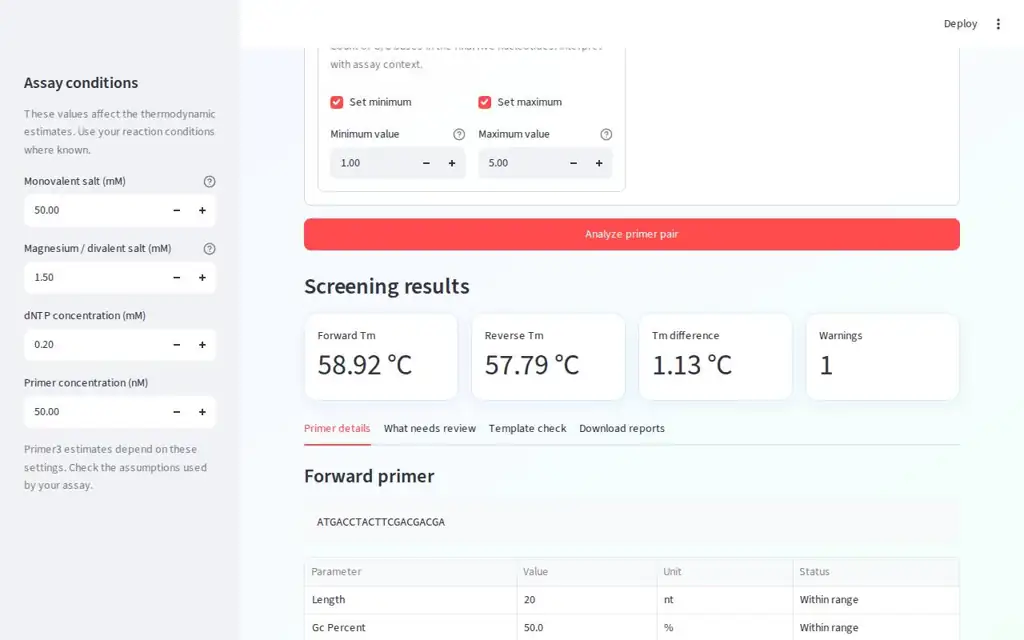 Deploy
Assay conditions
These values affect the thermodynamic
estimates. Use your reaction conditions
where known.
Monovalent salt (mM)
50.00
Magnesium / divalent salt (mM)
1.50
dNTP concentration (mM)
0.20
Primer concentration (nM)
50.00
Primer3 estimates depend on these
settings. Check the assumptions used
by your assay.
with assay context.
Set minimum
Set maximum
Minimum value
Maximum value
1.00
5.00
Analyze primer pair
Screening results
Forward Tm
58.92 °C
Reverse Tm
57.79 °C
Tm difference
1.13 °C
Warnings
1
Primer details
What needs review
Template check
Download reports
Forward primer
ATGACCTACTTCGACGACGA
Parameter Value Unit Status
Length 20 nt Within range
Gc Percent 50.0 % Within range